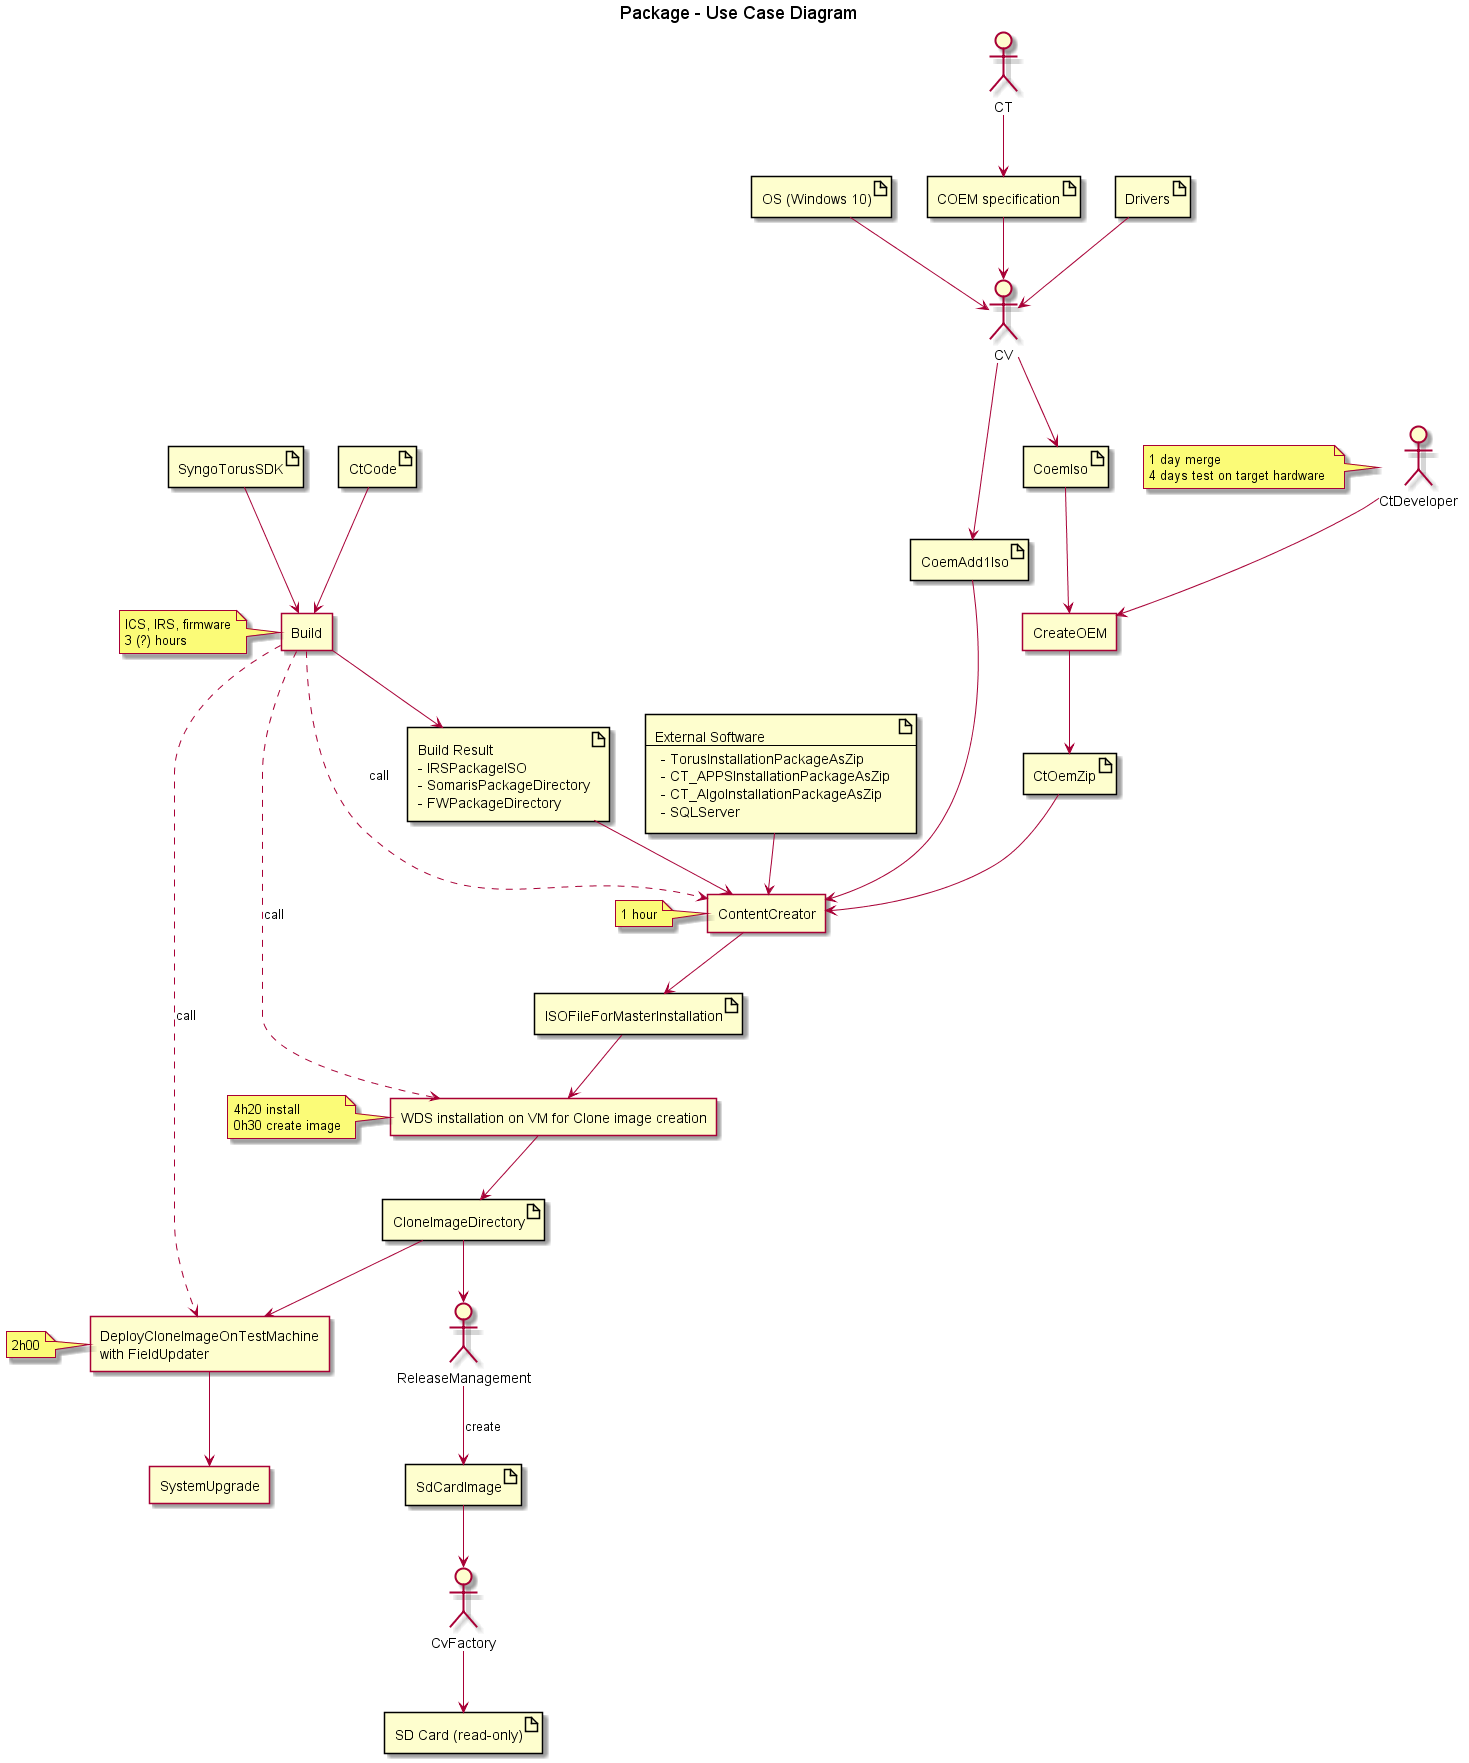 Package - Use Case Diagram
CT
OS (Windows 10)
COEM specification
Drivers
CV
SyngoTorusSDK
CtCode
CoemIso
1 day merge
4 days test on target hardware
CtDeveloper
CoemAdd1Iso
ICS, IRS, firmware
3 (?) hours
Build
CreateOEM
Build Result
- IRSPackageISO
- SomarisPackageDirectory
- FWPackageDirectory
External Software
- TorusInstallationPackageAsZip
- CT_APPSInstallationPackageAsZip
- CT_AlgoInstallationPackageAsZip
- SQLServer
CtOemZip
call
call
1 hour
ContentCreator
call
ISOFileForMasterInstallation
4h20 install
0h30 create image
WDS installation on VM for Clone image creation
CloneImageDirectory
2h00
DeployCloneImageOnTestMachine
with FieldUpdater
ReleaseManagement
create
SystemUpgrade
SdCardImage
CvFactory
SD Card (read-only)